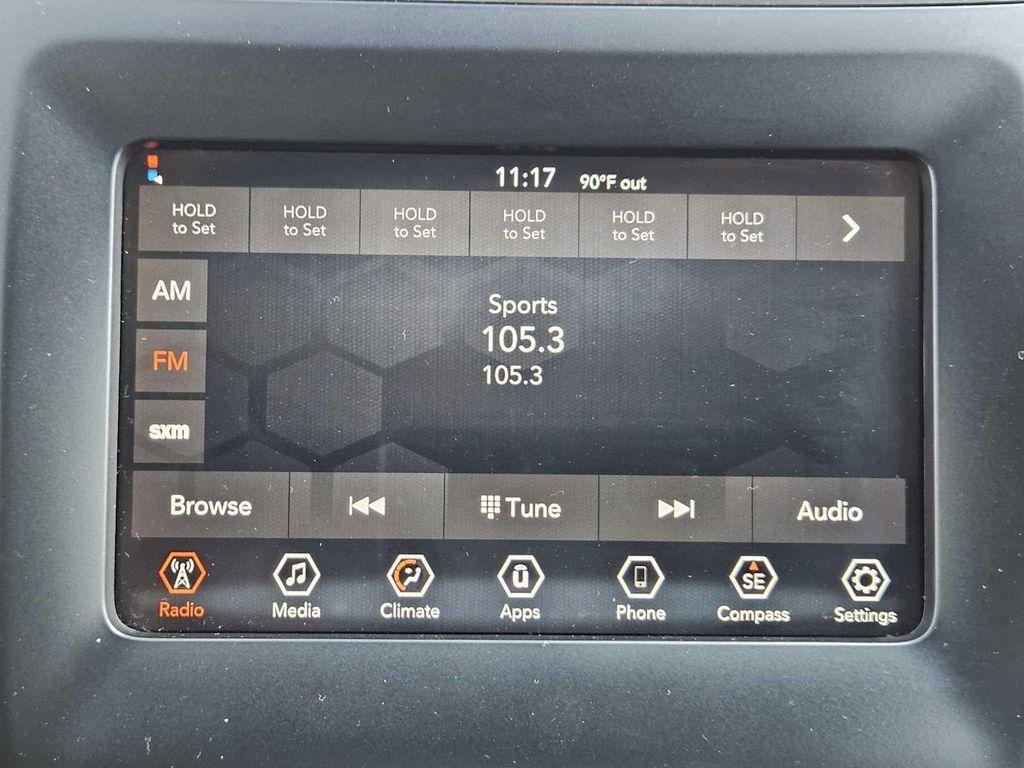 11:17 90°F out
HOLD to Set
HOLD to Set
HOLD to Set
HOLD to Set
HOLD to Set
HOLD to Set
AM
FM
sxm
Sports
105.3
105.3
Browse
Tune
Audio
Radio
Media
Climate
u
Apps
Phone
SE
Compass
Settings